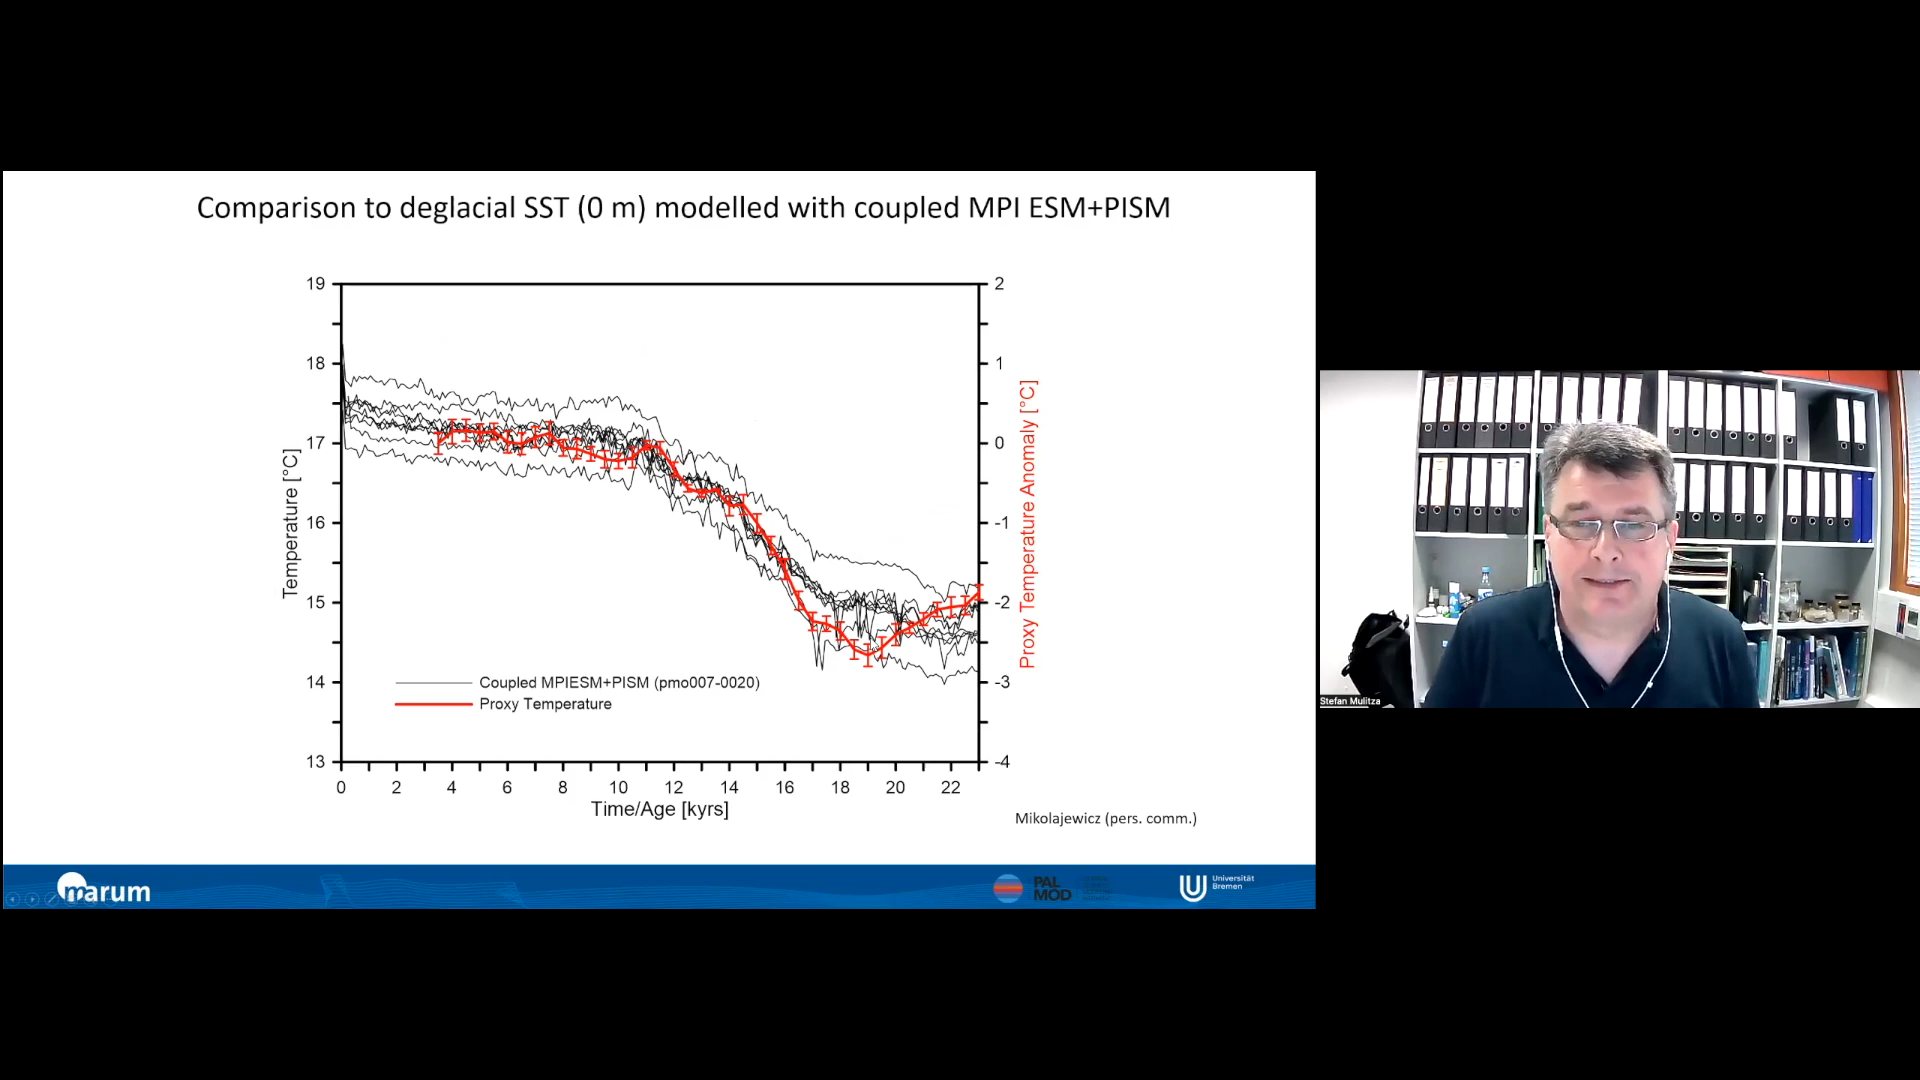 Comparison to deglacial SST (0 m) modelled with coupled MPI ESM+PISM
19
18
17
16
15
14
13
Temperature [°C]
2
1
0
-1
-2
-3
-4
Proxy Temperature Anomaly [°C]
Coupled MPIESM+PISM (pmo007-0020)
Proxy Temperature
0 2 4 6 8 10 12 14 16 18 20 22
Time/Age [kyrs]
Mikolajewicz (pers. comm.)
marum
PAL
MOD
Universität
Bremen
Stefan Mulitza